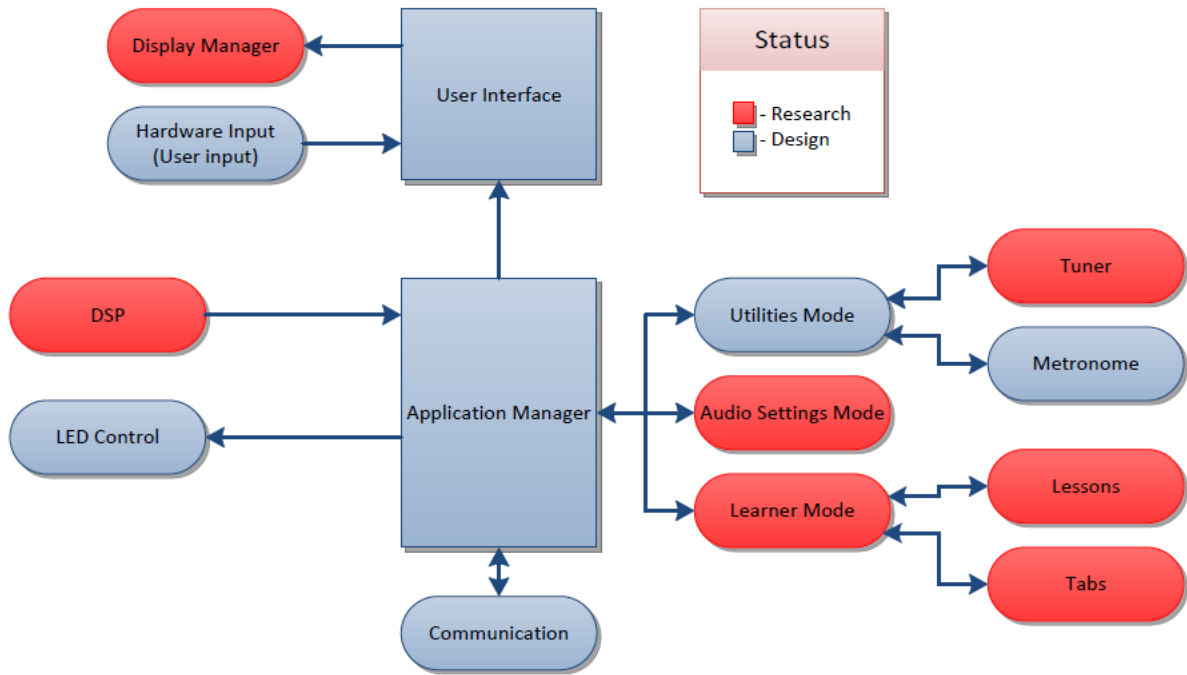 Display Manager
User Interface
Hardware Input
(User input)
Status
- Research
- Design
DSP
LED Control
Application Manager
Communication
Utilities Mode
Audio Settings Mode
Learner Mode
Tuner
Metronome
Lessons
Tabs